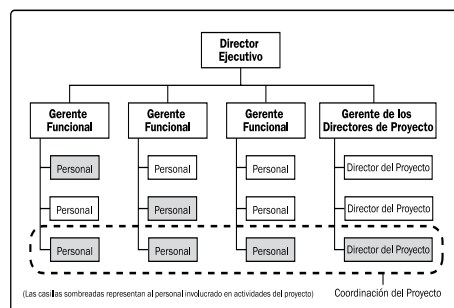 Director
Ejecutivo
Gerente
Funcional
Gerente
Funcional
Gerente
Funcional
Gerente de los
Directores de Proyecto
Personal
Personal
Personal
Director del Proyecto
Personal
Personal
Personal
Director del Proyecto
Personal
Personal
Personal
Director del Proyecto
(Las casillas sombreadas representan al personal involucrado en actividades del proyecto)
Coordinación del Proyecto